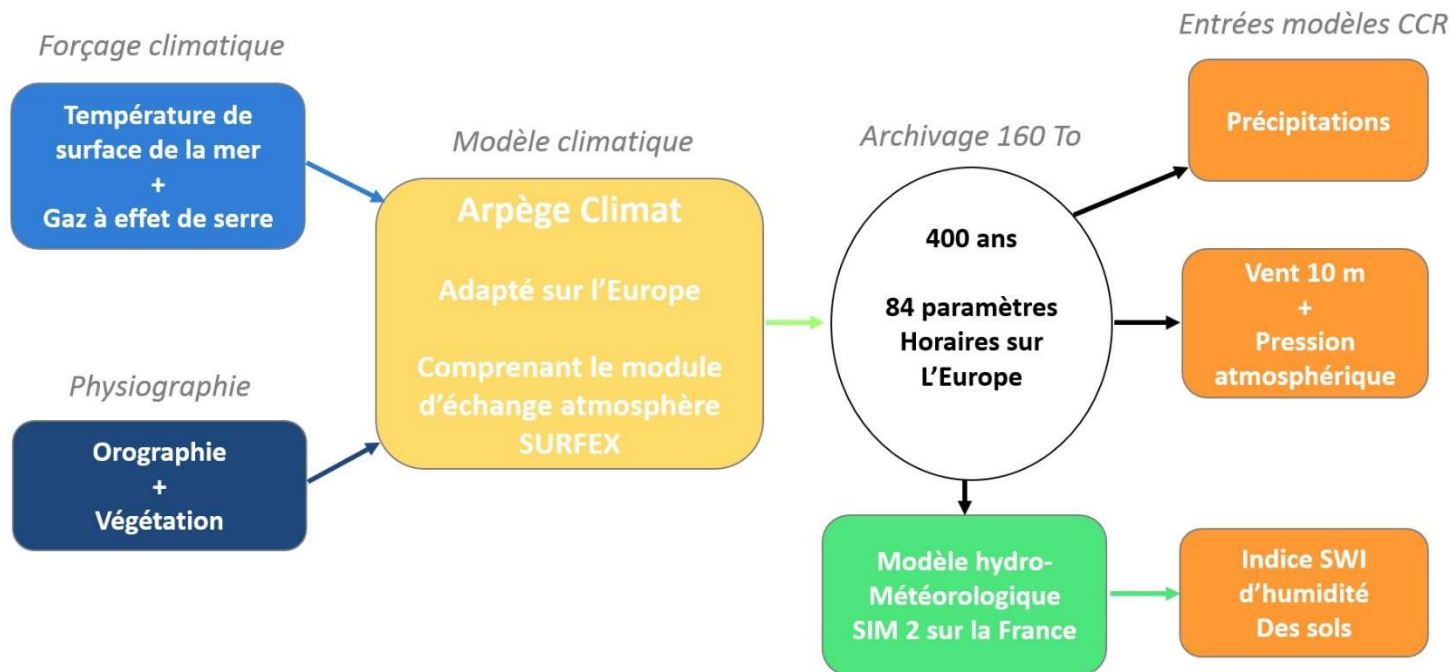 Forçage climatique
Température de
surface de la mer
+
Gaz à effet de serre
Physiographie
Orographie
+
Végétation
Modèle climatique
Arpège Climat
Adapté sur l'Europe
Comprenant le module
d'échange atmosphère
SURFEX
Archivage 160 To
400 ans
84 paramètres
Horaires sur
L'Europe
Modèle hydro-
Météorologique
SIM 2 sur la France
Entrées modèles CCR
Précipitations
Vent 10 m
+
Pression
atmosphérique
Indice SWI
d'humidité
Des sols